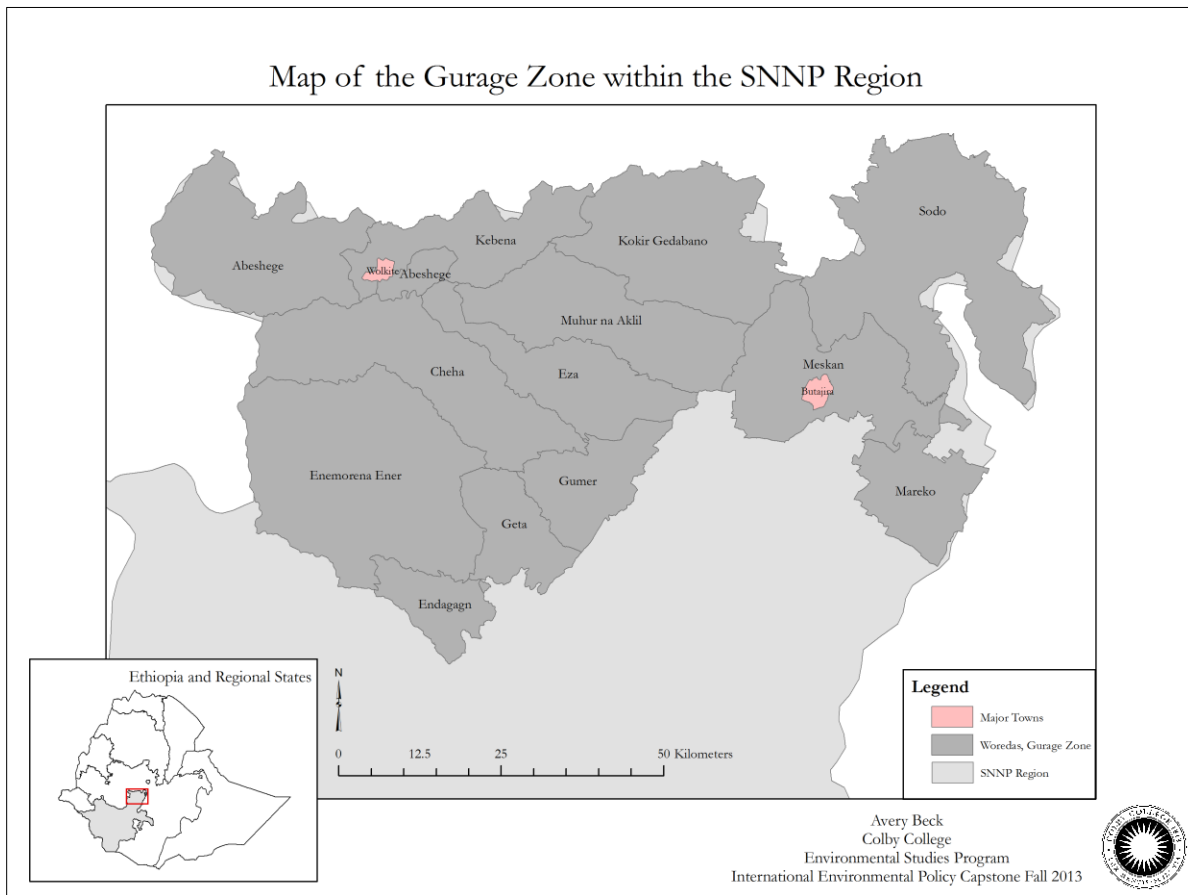 Map of the Gurage Zone within the SNNP Region
Sodo
Kebena
Kokir Gedabano
Abeshege
Wolkite
Abeshege
Muhur na Aklil
Meskan
Cheha
Eza
Butajira
Enemorena Ener
Gumer
Mareko
Geta
Endagagn
Ethiopia and Regional States
N
0
12.5
25
50 Kilometers
Legend
Major Towns
Woredas, Gurage Zone
SNNP Region
Avery Beck
Colby College
Environmental Studies Program
International Environmental Policy Capstone Fall 2013